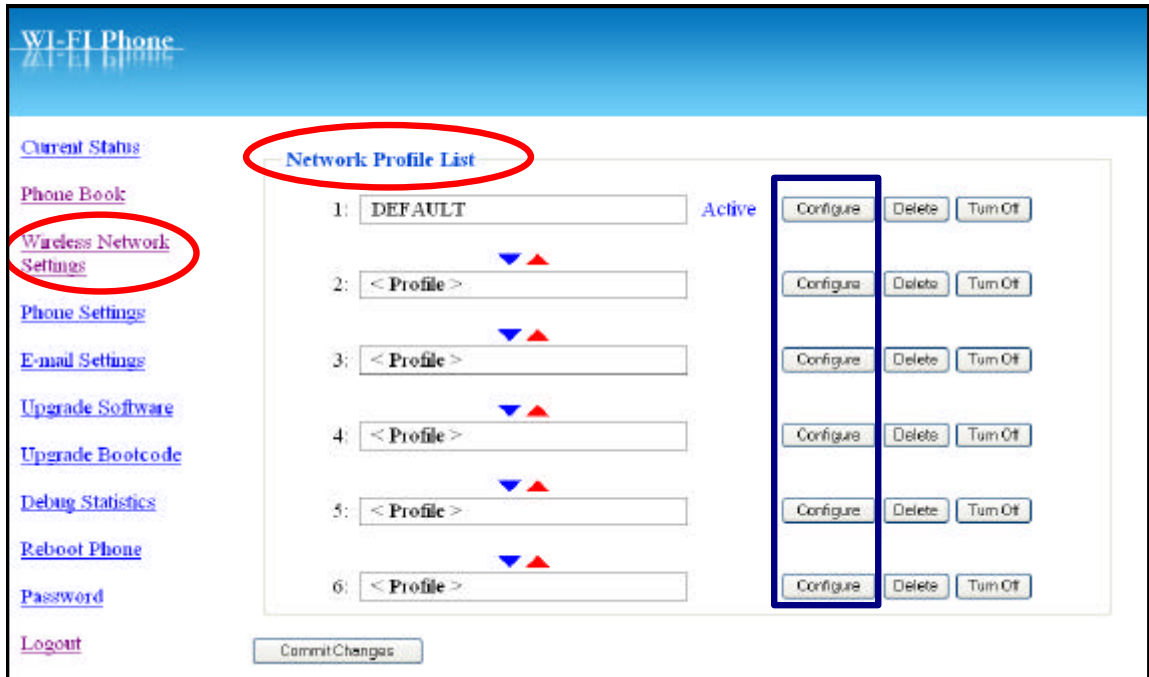 WI-FI Phone
Current Status
Phone Book
Wireless Network
Settings
Phone Settings
E-mail Settings
Upgrade Software
Upgrade Bootcode
Debug Statistics
Reboot Phone
Password
Logout
Network Profile List
1: DEFAULT Active Configure Delete Turn Off
2: < Profile > Configure Delete Turn Off
3: < Profile > Configure Delete Turn Off
4: < Profile > Configure Delete Turn Off
5: < Profile > Configure Delete Turn Off
6: < Profile > Configure Delete Turn Off
Commit Changes